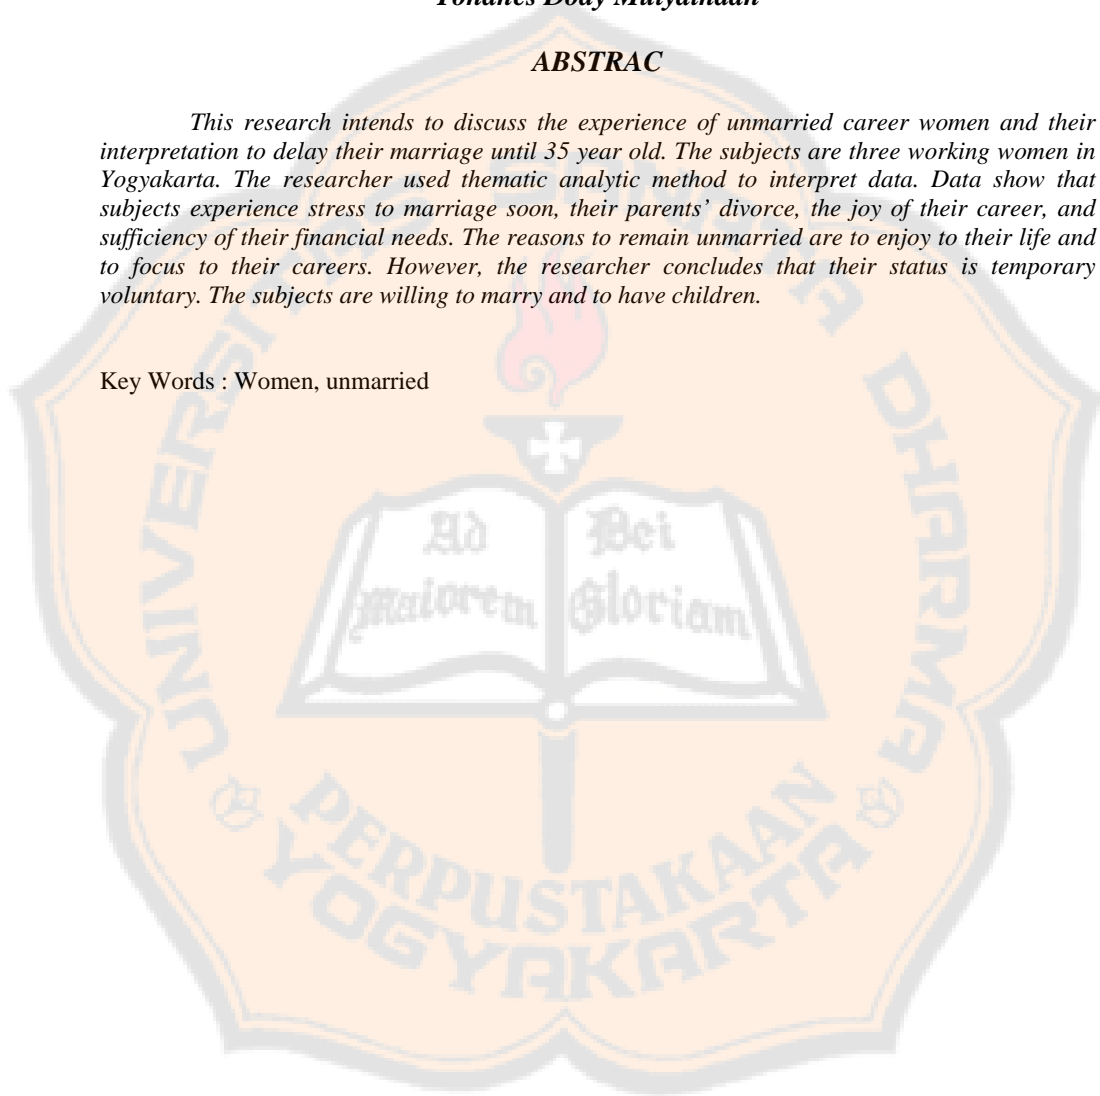 ABSTRAC
This research intends to discuss the experience of unmarried career women and their
interpretation to delay their marriage until 35 year old. The subjects are three working women in
Yogyakarta. The researcher used thematic analytic method to interpret data. Data show that
subjects experience stress to marriage soon, their parents' divorce, the joy of their career, and
sufficiency of their financial needs. The reasons to remain unmarried are to enjoy to their life and
to focus to their careers. However, the researcher concludes that their status is temporary
voluntary. The subjects are willing to marry and to have children.
Key Words : Women, unmarried
UNIVERSITAS SANATA DHARMA
Ad Dei
maiorem Gloriam
PERPUSTAKAAN
YOGYAKARTA